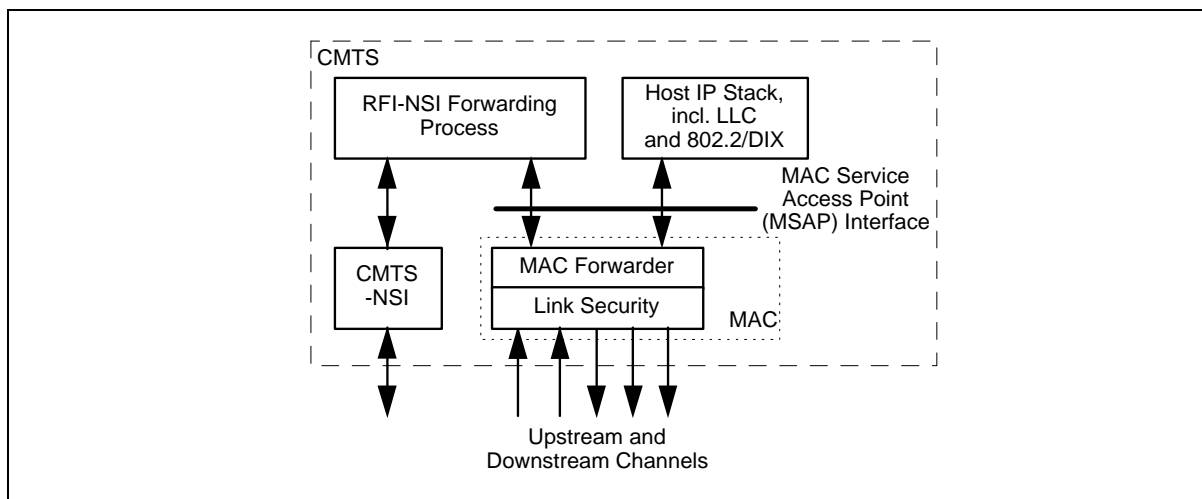 CMTS
RFI-NSI Forwarding
Process
Host IP Stack,
incl. LLC
and 802.2/DIX
MAC Service
Access Point
(MSAP) Interface
CMTS
-NSI
MAC Forwarder
Link Security
MAC
Upstream and
Downstream Channels